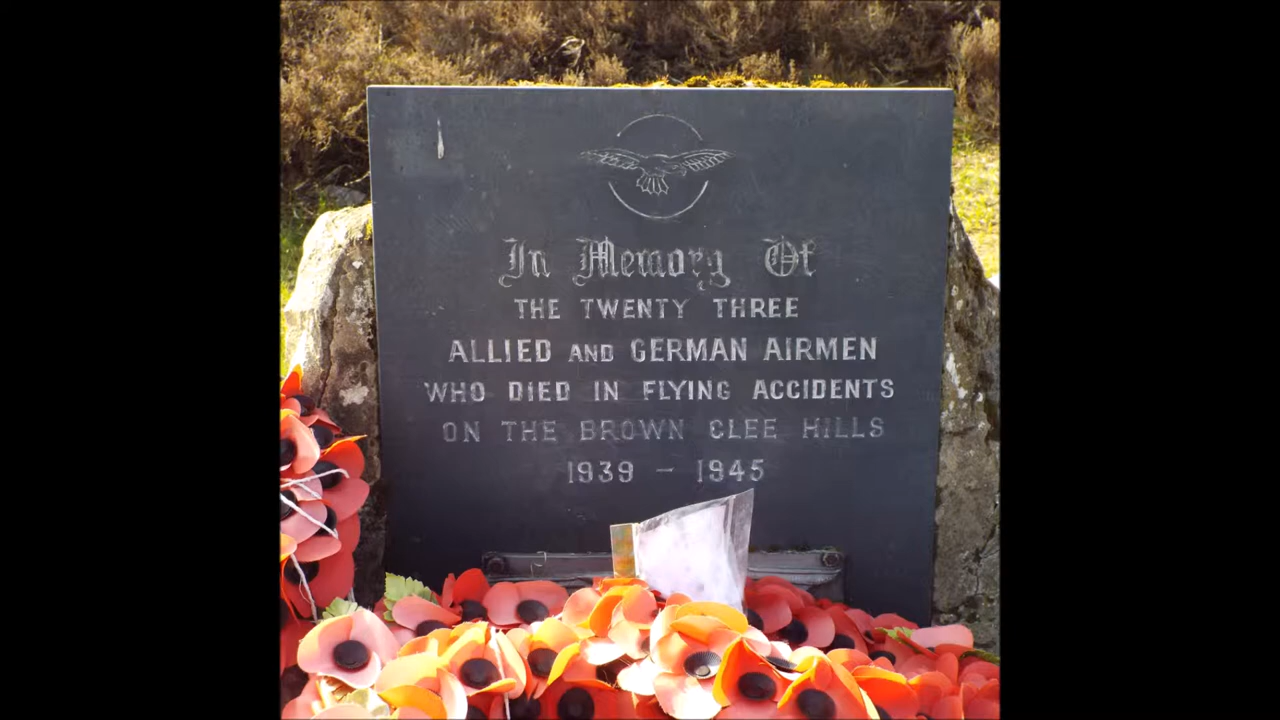 In Memory Of
THE TWENTY THREE
ALLIED AND GERMAN AIRMEN
WHO DIED IN FLYING ACCIDENTS
ON THE BROWN CLEE HILLS
1939 - 1945